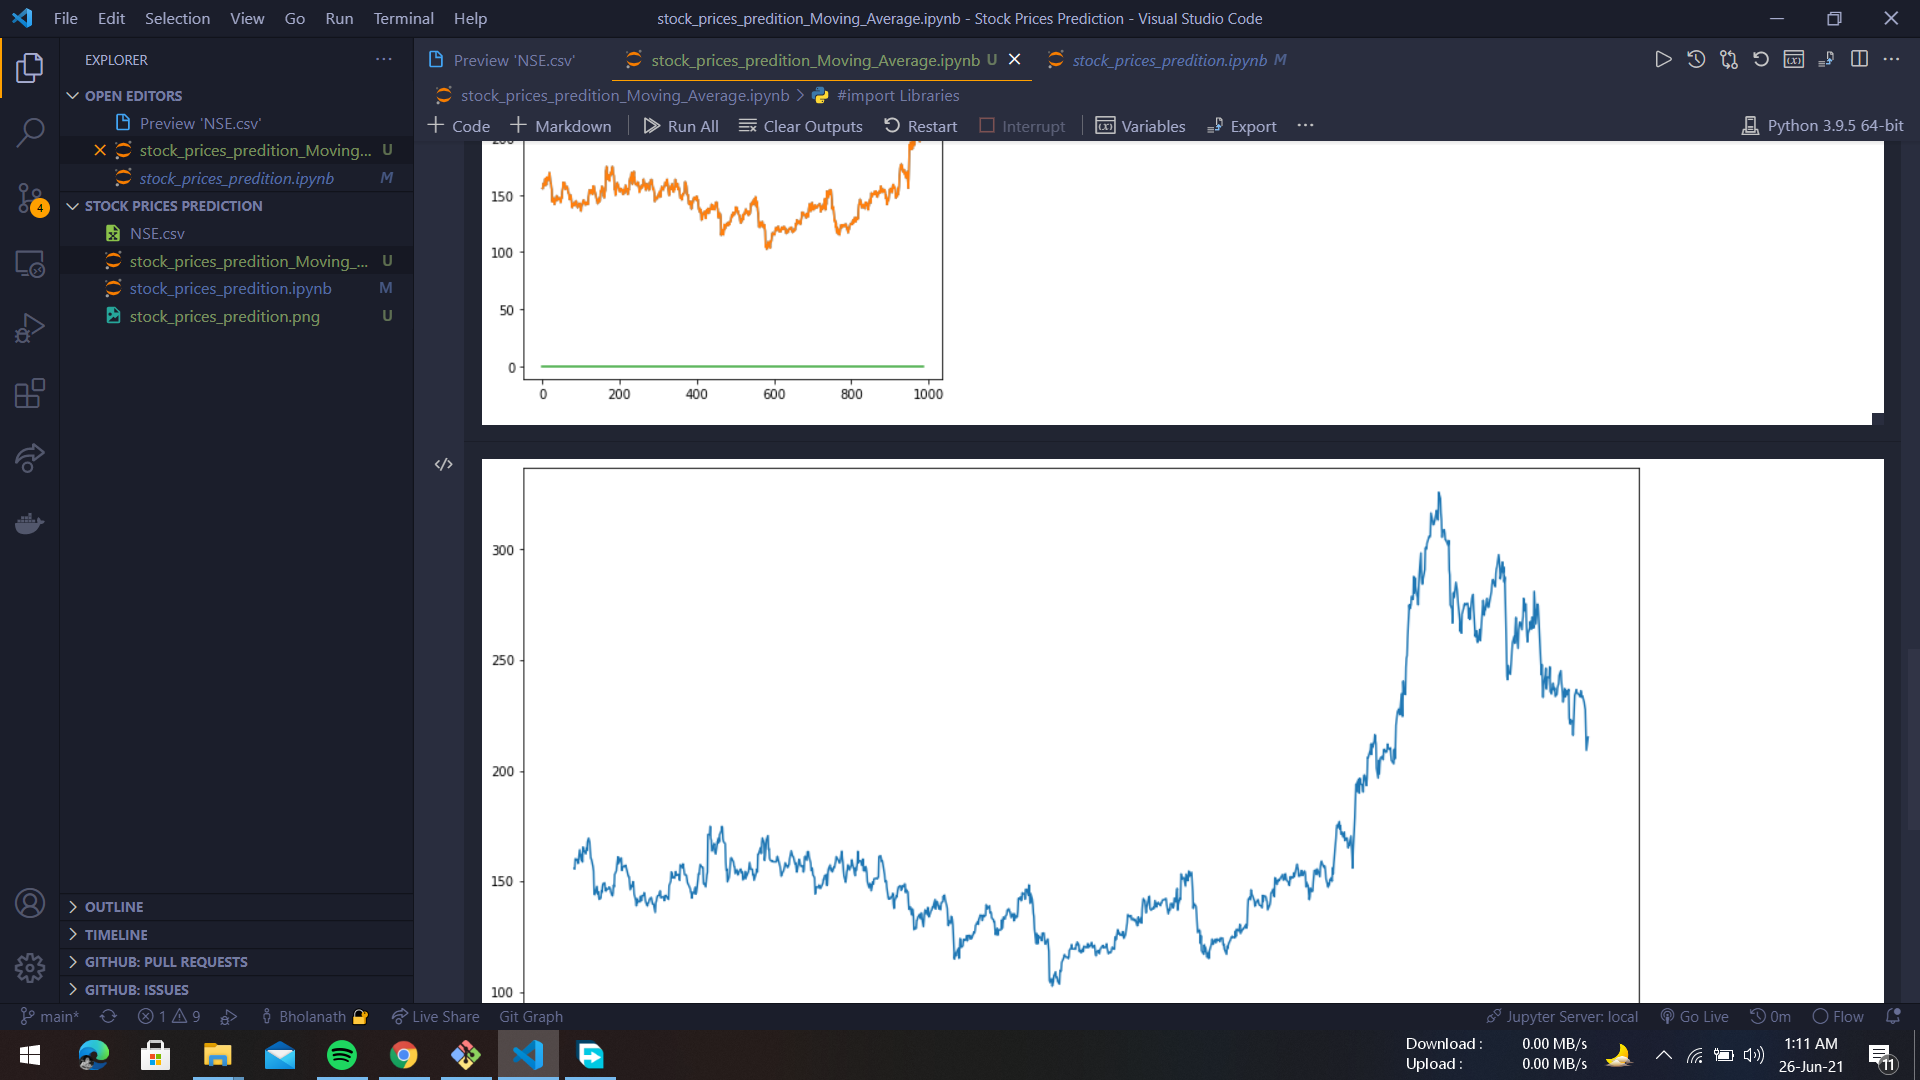 File Edit Selection View Go Run Terminal Help
stock_prices_predition_Moving_Average.ipynb - Stock Prices Prediction - Visual Studio Code
EXPLORER
OPEN EDITORS
Preview 'NSE.csv'
stock_prices_predition_Moving... U
stock_prices_predition.ipynb M
STOCK PRICES PREDICTION
NSE.csv
stock_prices_predition_Moving_... U
stock_prices_predition.ipynb M
stock_prices_predition.png U
OUTLINE
TIMELINE
GITHUB: PULL REQUESTS
GITHUB: ISSUES
4
Preview 'NSE.csv' stock_prices_predition_Moving_Average.ipynb U stock_prices_predition.ipynb M
stock_prices_predition_Moving_Average.ipynb #import Libraries
Code Markdown Run All Clear Outputs Restart Interrupt Variables Export Python 3.9.5 64-bit
200
150
100
50
0
0 200 400 600 800 1000
300
250
200
150
100
main* 1 9 Bholanath Live Share Git Graph Jupyter Server: local Go Live 0m Flow
Download : 0.00 MB/s
Upload : 0.00 MB/s
1:11 AM
26-Jun-21
11